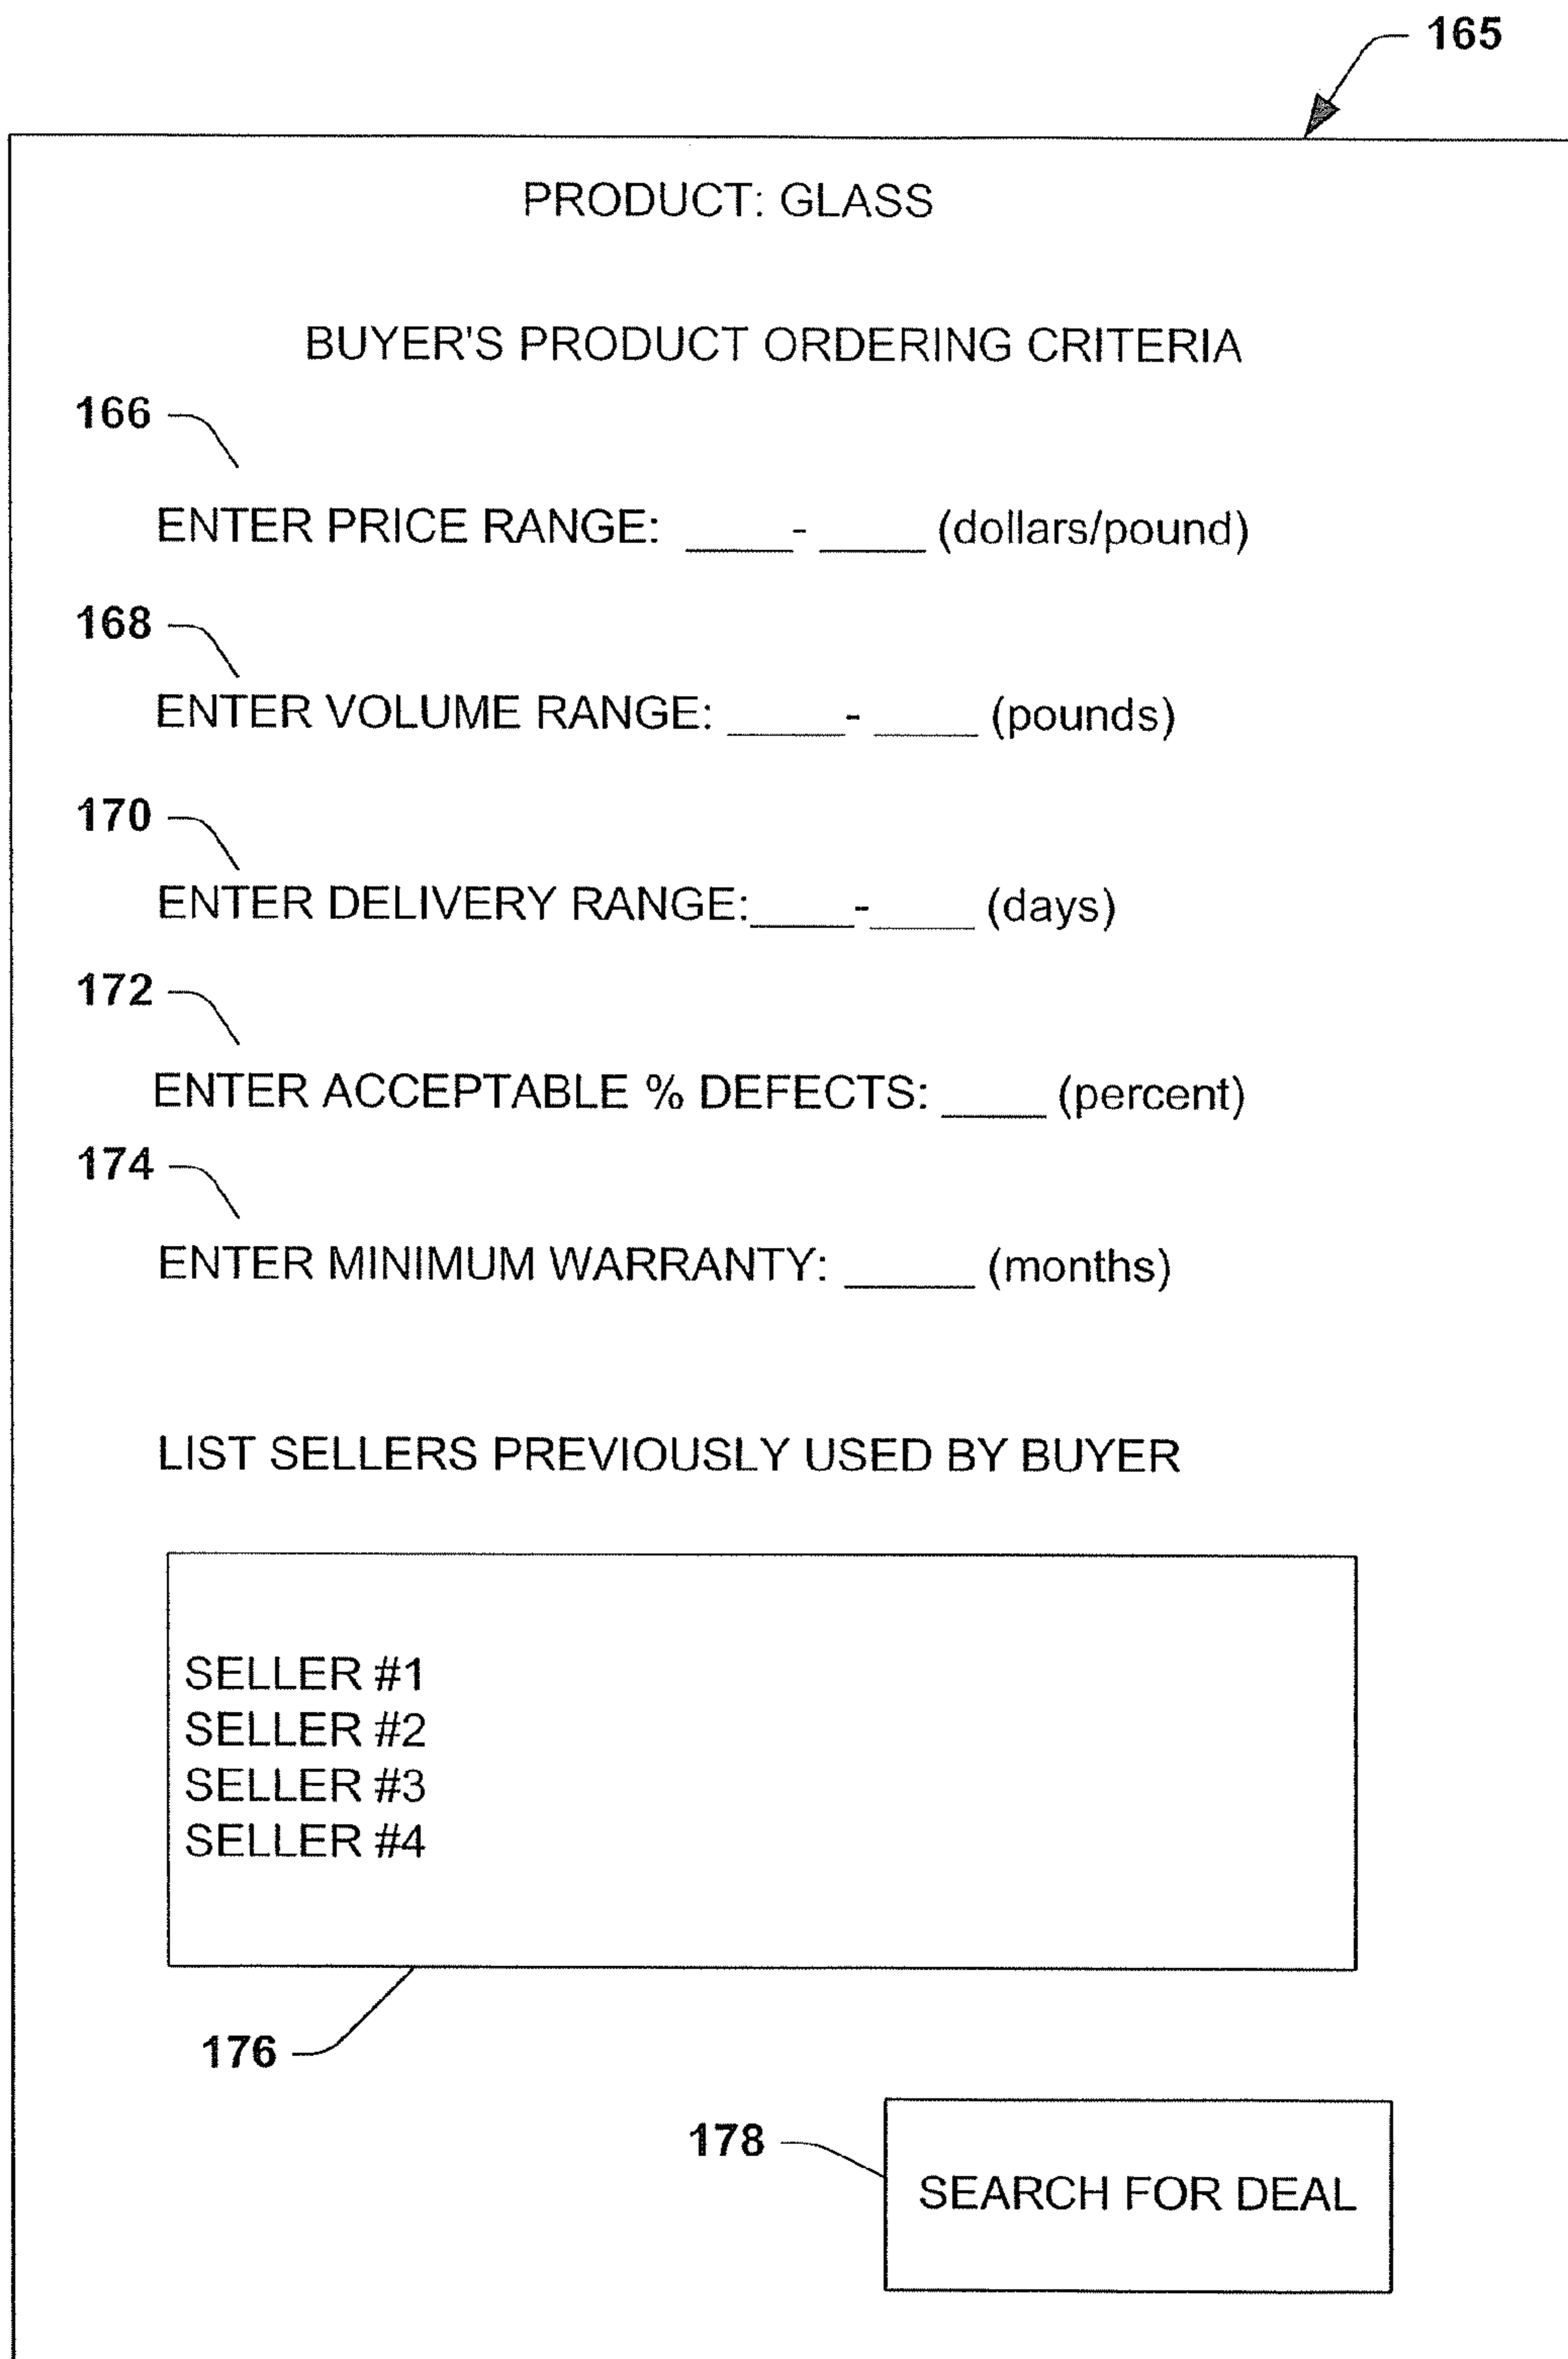 165
PRODUCT: GLASS
BUYER'S PRODUCT ORDERING CRITERIA
166
ENTER PRICE RANGE: ____-____ (dollars/pound)
168
ENTER VOLUME RANGE: ____-____ (pounds)
170
ENTER DELIVERY RANGE:____-____ (days)
172
ENTER ACCEPTABLE % DEFECTS: ____ (percent)
174
ENTER MINIMUM WARRANTY: _____ (months)
LIST SELLERS PREVIOUSLY USED BY BUYER
SELLER #1
SELLER #2
SELLER #3
SELLER #4
176
178
SEARCH FOR DEAL